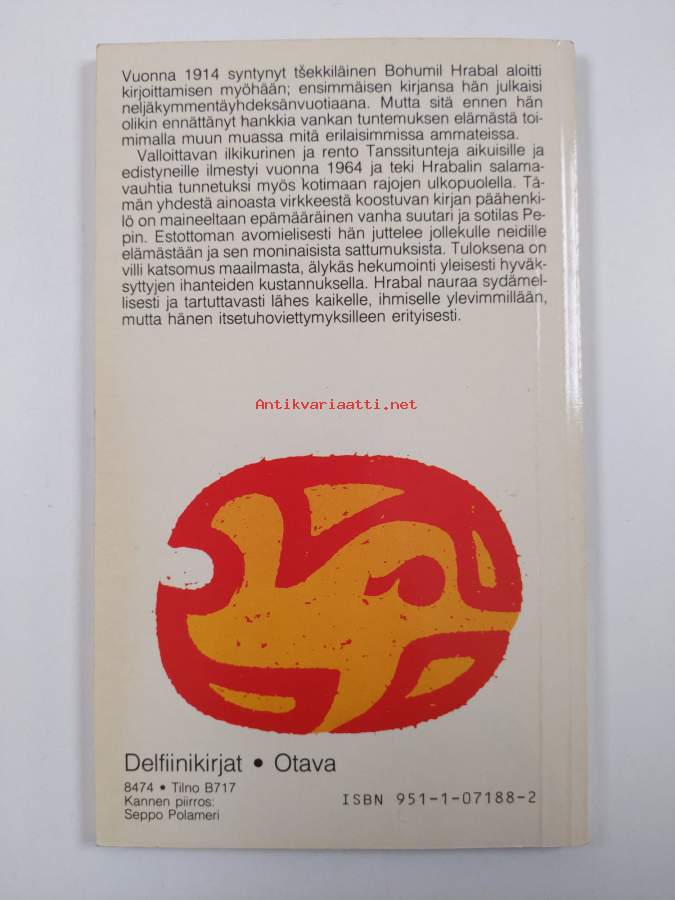 Vuonna 1914 syntynyt tšekkiläinen Bohumil Hrabal aloitti
kirjoittamisen myöhään; ensimmäisen kirjansa hän julkaisi
neljäkymmentäyhdeksänvuotiaana. Mutta sitä ennen hän
olikin ennättänyt hankkia vankan tuntemuksen elämästä toi-
mimalla muun muassa mitä erilaisimmissa ammateissa.
Valloittavan ilkikurinen ja rento Tanssitunteja aikuisille ja
edistyneille ilmestyi vuonna 1964 ja teki Hrabalin salama-
vauhtia tunnetuksi myös kotimaan rajojen ulkopuolella. Tä-
män yhdestä ainoasta virkkeestä koostuvan kirjan päähenki-
lö on maineeltaan epämääräinen vanha suutari ja sotilas Pe-
pin. Estottoman avomielisesti hän juttelee jollekulle neidille
elämästään ja sen moninaisista sattumuksista. Tuloksena on
villi katsomus maailmasta, älykäs hekumointi yleisesti hyväk-
syttyjen ihanteiden kustannuksella. Hrabal nauraa sydämel-
lisesti ja tartuttavasti lähes kaikelle, ihmiselle ylevimmillään,
mutta hänen itsetuhoviettymyksilleen erityisesti.
Antikvariaatti.net
Delfiinikirjat • Otava
8474 • Tilno B717
Kannen piirros:
Seppo Polameri
ISBN 951-1-07188-2